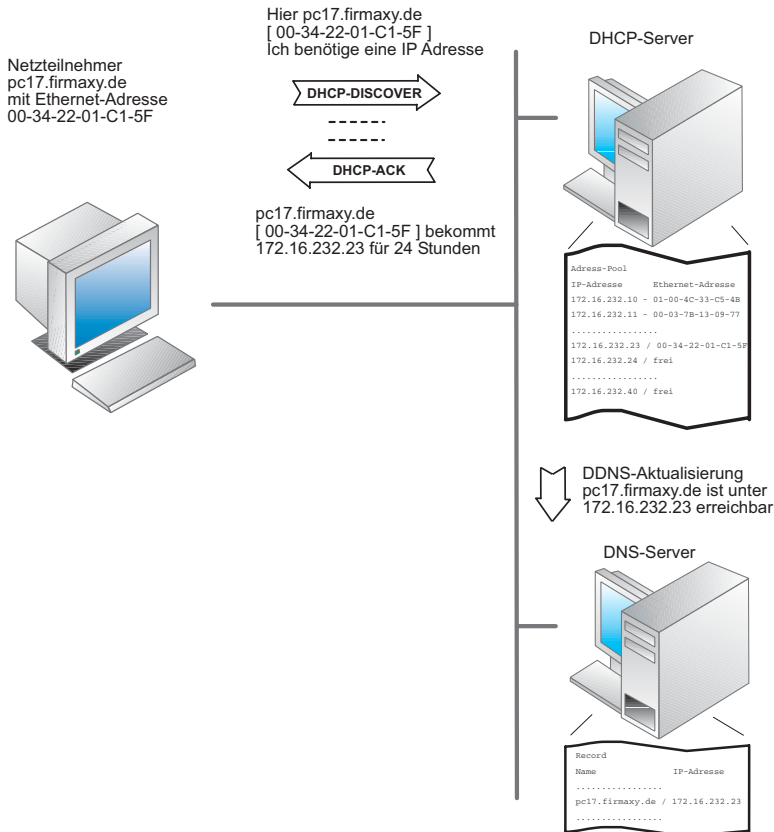 Netzteilnehmer
pc17.firmaxy.de
mit Ethernet-Adresse
00-34-22-01-C1-5F
Hier pc17.firmaxy.de
[ 00-34-22-01-C1-5F ]
Ich benötige eine IP Adresse
DHCP-DISCOVER
DHCP-ACK
pc17.firmaxy.de
[ 00-34-22-01-C1-5F ] bekommt
172.16.232.23 für 24 Stunden
DHCP-Server
Adress-Pool
IP-Adresse Ethernet-Adresse
172.16.232.10 - 01-00-4C-33-C5-4B
172.16.232.11 - 00-03-7B-13-09-77
.................
172.16.232.23 / 00-34-22-01-C1-5F
172.16.232.24 / frei
.................
172.16.232.40 / frei
DDNS-Aktualisierung
pc17.firmaxy.de ist unter
172.16.232.23 erreichbar
DNS-Server
Record
Name IP-Adresse
.................
pc17.firmaxy.de / 172.16.232.23
.................